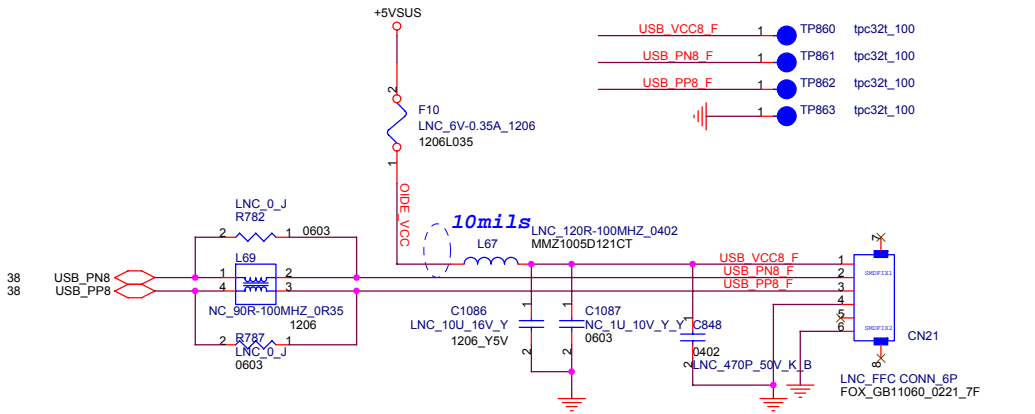 +5VSUS
USB_VCC8_F 1 TP860 tpc32t_100
USB_PN8_F 1 TP861 tpc32t_100
USB_PP8_F 1 TP862 tpc32t_100
1 TP863 tpc32t_100
2
F10
LNC_6V-0.35A_1206
1206L035
1
OIDE_VCC
10mils
LNC_0_J
R782
2 1 0603
LNC_120R-100MHZ_0402
MMZ1005D121CT
L67
L69
38 USB_PN8 1 2
38 USB_PP8 4 3
NC_90R-100MHZ_0R35
1206
R787
2 1
LNC_0_J
0603
USB_VCC8_F 1
USB_PN8_F 2
USB_PP8_F 3
4
5
6
7
SMDFIX1
SMDFIX2
8
CN21
LNC_FFC CONN_6P
FOX_GB11060_0221_7F
1
C1086
LNC_10U_16V_Y
1206_Y5V
2
1
C1087
NC_1U_10V_Y_Y
0603
2
1
C848
0402
2
LNC_470P_50V_K_B